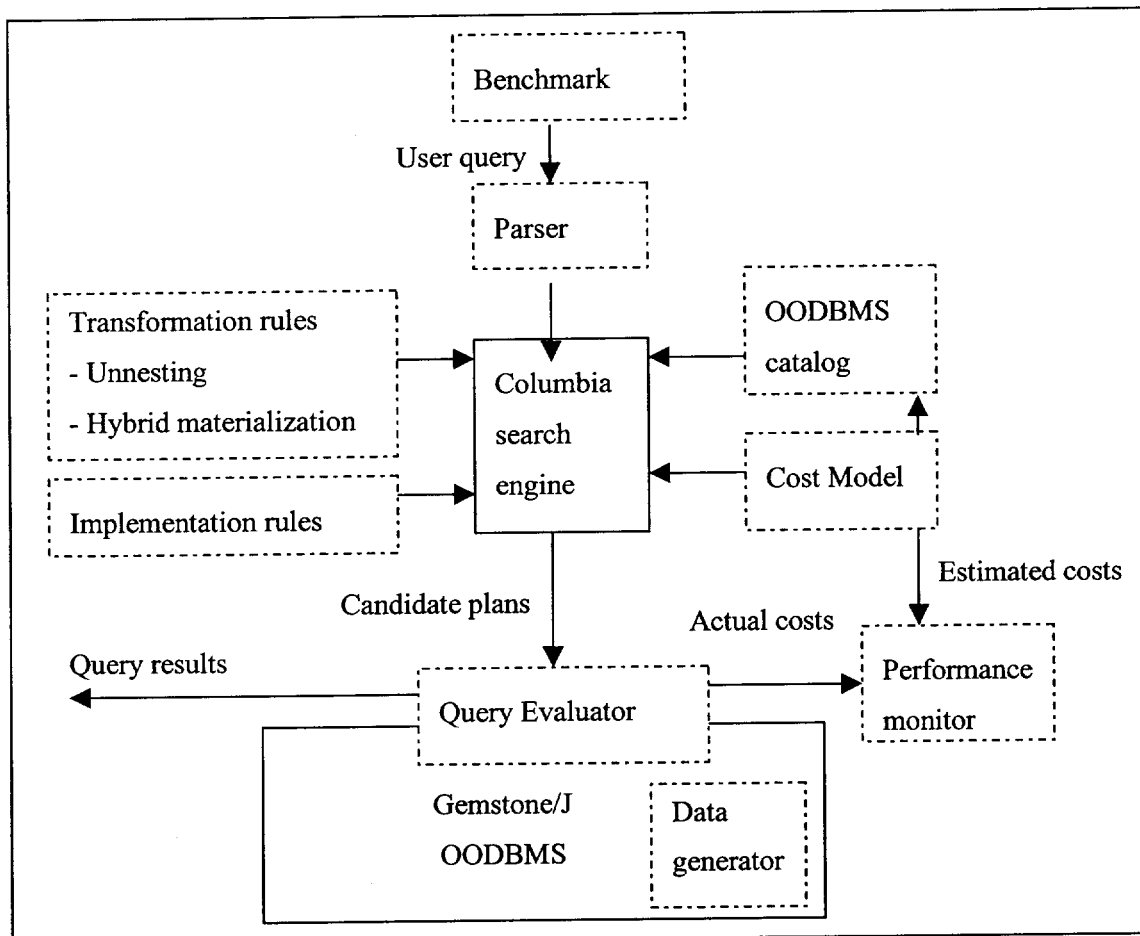 Benchmark
User query
Parser
Transformation rules
- Unnesting
- Hybrid materialization
OODBMS
catalog
Columbia
search
engine
Cost Model
Implementation rules
Estimated costs
Candidate plans
Actual costs
Query results
Performance
monitor
Query Evaluator
Gemstone/J
OODBMS
Data
generator